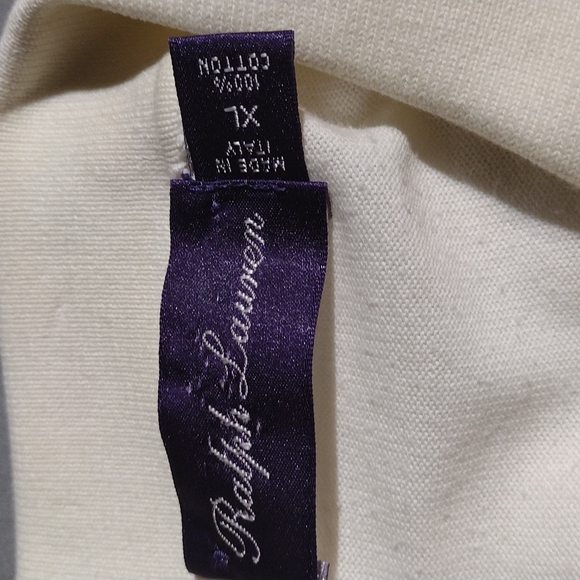 Ralph Lauren
100%
COTTON
XL
MADE IN
ITALY